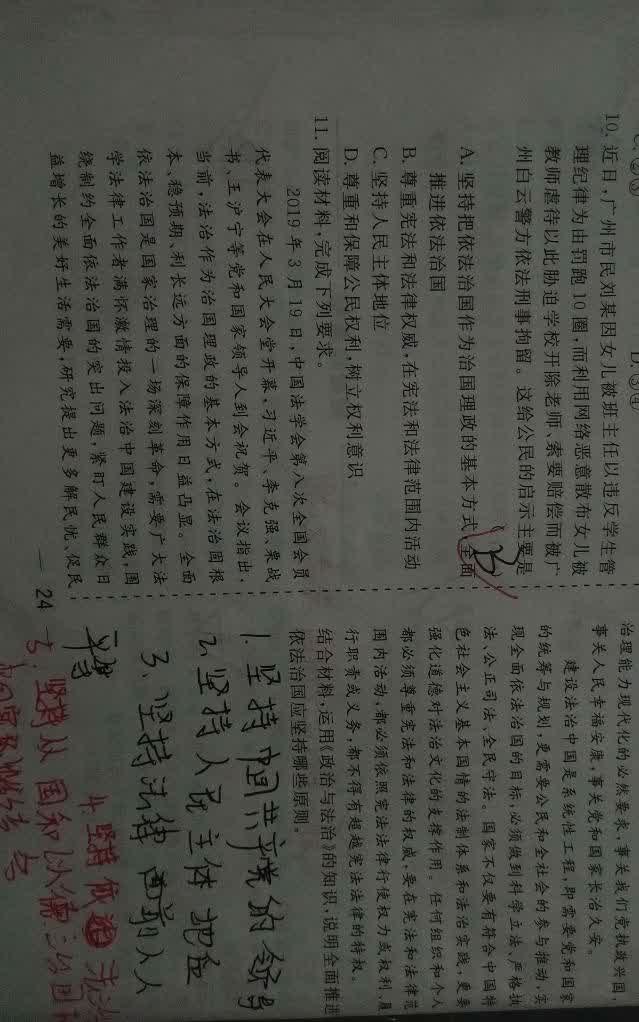 10. 近日，广州市民刘某因女儿被班主任以违反学生管
理纪律为由罚跑10圈，而利用网络恶意散布女儿被
教师虐待以此胁迫学校开除老师、索要赔偿而被广
州白云警方依法刑事拘留。这给公民的启示主要是
B
A. 坚持把依法治国作为治国理政的基本方式，全面
推进依法治国
B. 尊重宪法和法律权威，在宪法和法律范围内活动
C. 坚持人民主体地位
D. 尊重和保障公民权利，树立权利意识
11. 阅读材料，完成下列要求。
2019年3月19日，中国法学会第八次全国会员
代表大会在人民大会堂开幕，习近平、李克强、栗战
书、王沪宁等党和国家领导人到会祝贺。会议指出，
当前，法治作为治国理政的基本方式，在法治固根
本、稳预期、利长远方面的保障作用日益凸显。全面
依法治国是国家治理的一场深刻革命，需要广大法
学法律工作者满怀激情投入法治中国建设实践，围
绕制约全面依法治国的突出问题，紧盯人民群众日
益增长的美好生活需要，研究提出更多解民忧、促民
— 24
治理能力现代化的必然要求，事关我们党执政兴国，
事关人民幸福安康，事关党和国家长治久安。
建设法治中国是系统性工程，即需要党和国家
的统筹与规划，更需要公民和全社会的参与推动，实
现全面依法治国的目标，必须做到科学立法、严格执
法、公正司法、全民守法。国家不仅要有符合中国特
色社会主义基本国情的法制体系和法治实践，更要
强化道德对法治文化的支撑作用。任何组织和个人
都必须尊重宪法和法律的权威，要在宪法和法律范
围内活动，都必须依照宪法法律行使权力或权利、履
行职责或义务，都不得有超越宪法法律的特权。
结合材料，运用《政治与法治》的知识，说明全面推进
依法治国应坚持哪些原则。
1. 坚持中国共产党的领导
2. 坚持人民主体地位
3. 坚持法律面前人人
平等
4. 坚持依法治
5. 坚持从
国和以德治国